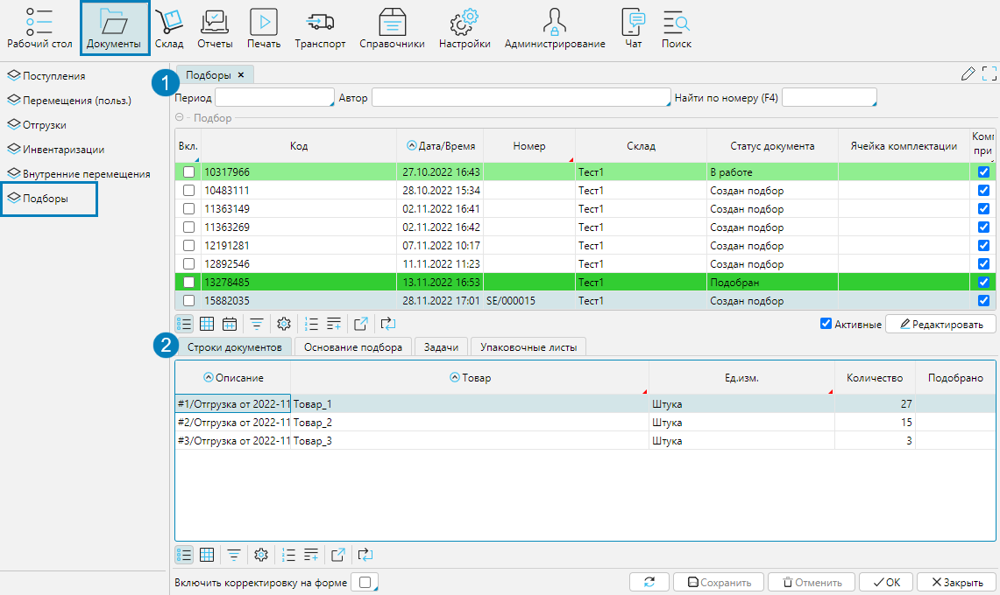 Рабочий стол Документы Склад Отчеты Печать Транспорт Справочники Настройки Администрирование Чат Поиск
Поступления
Перемещения (польз.)
Отгрузки
Инвентаризации
Внутренние перемещения
Подборы
1 Подборы ×
Период Автор Найти по номеру (F4)
Подбор
Вкл. Код Дата/Время Номер Склад Статус документа Ячейка комплектации Комп
при
10317966 27.10.2022 16:43 Тест1 В работе
10483111 28.10.2022 15:34 Тест1 Создан подбор
11363149 02.11.2022 16:41 Тест1 Создан подбор
11363269 02.11.2022 16:42 Тест1 Создан подбор
12191281 07.11.2022 10:17 Тест1 Создан подбор
12892546 11.11.2022 11:23 Тест1 Создан подбор
13278485 13.11.2022 16:53 Тест1 Подобран
15882035 28.11.2022 17:01 SE/000015 Тест1 Создан подбор
Активные Редактировать
2 Строки документов Основание подбора Задачи Упаковочные листы
Описание Товар Ед.изм. Количество Подобрано
#1/Отгрузка от 2022-11 Товар_1 Штука 27
#2/Отгрузка от 2022-11 Товар_2 Штука 15
#3/Отгрузка от 2022-11 Товар_3 Штука 3
Включить корректировку на форме Сохранить Отменить OK Закрыть